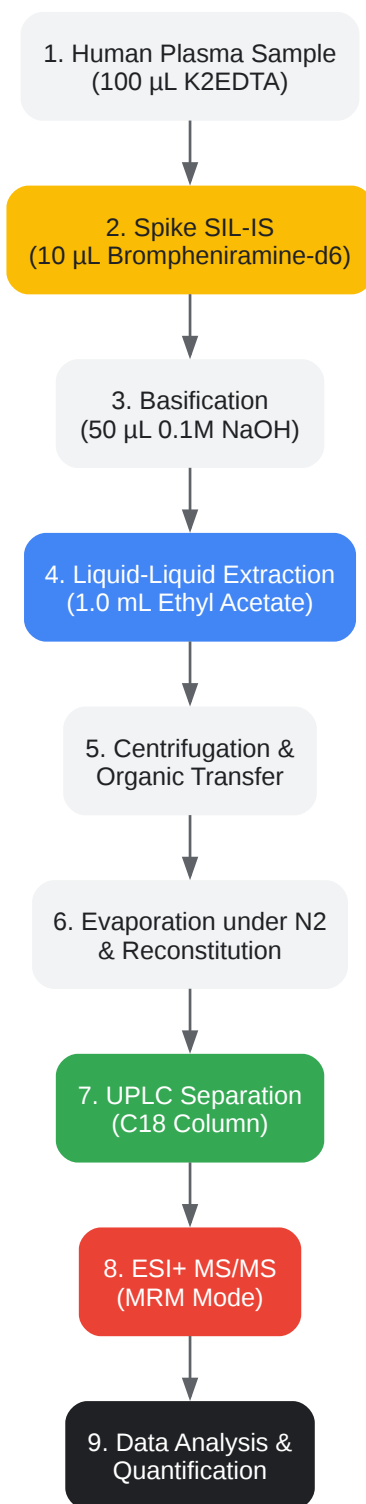 1. Human Plasma Sample
(100 µL K2EDTA)
2. Spike SIL-IS
(10 µL Brompheniramine-d6)
3. Basification
(50 µL 0.1M NaOH)
4. Liquid-Liquid Extraction
(1.0 mL Ethyl Acetate)
5. Centrifugation &
Organic Transfer
6. Evaporation under N2
& Reconstitution
7. UPLC Separation
(C18 Column)
8. ESI+ MS/MS
(MRM Mode)
9. Data Analysis &
Quantification